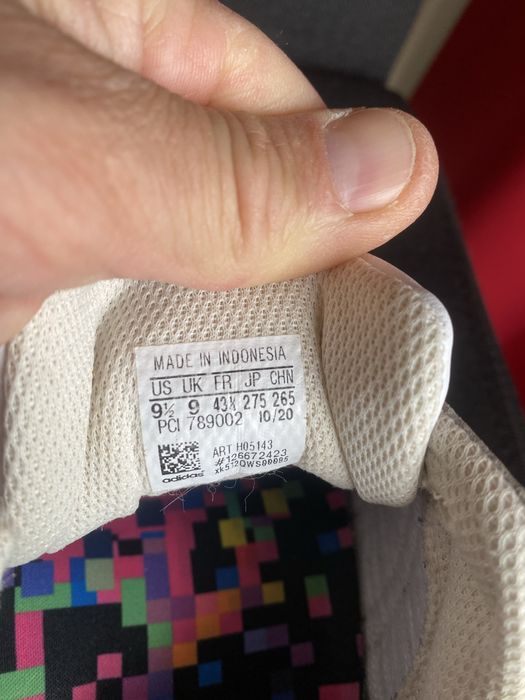 MADE IN INDONESIA
US UK FR JP CHN
9½ 9 43⅓ 275 265
PCI 789002 10/20
ART H05143
#126672423
adidas